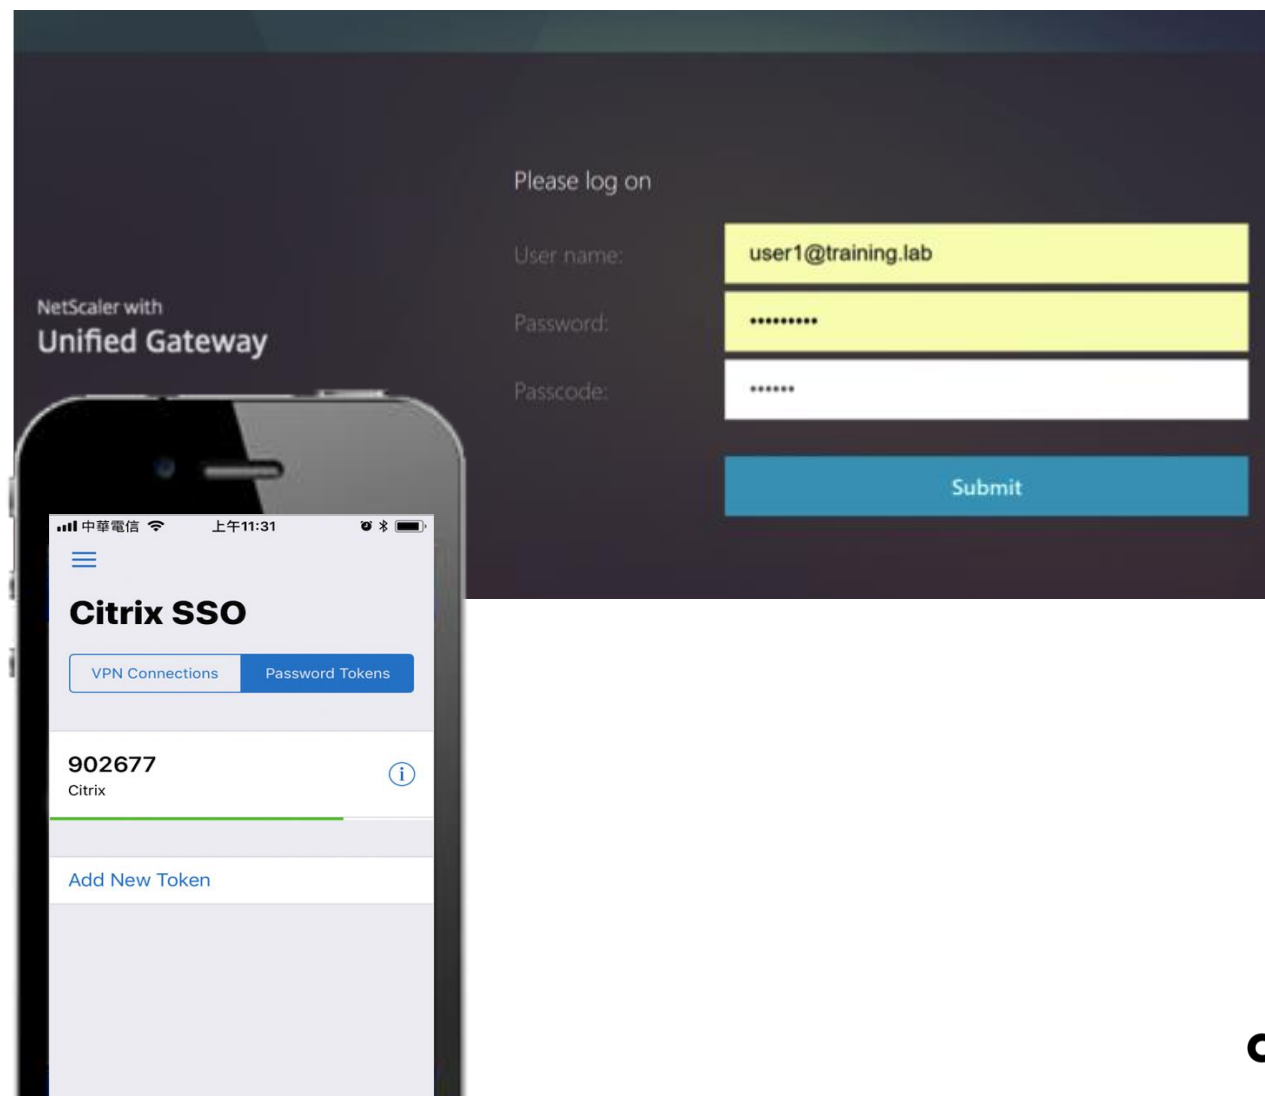 Please log on
User name:
user1@training.lab
Password:
•••••••••
NetScaler with
Unified Gateway
Passcode:
••••••
Submit
中華電信 上午11:31
Citrix SSO
VPN Connections Password Tokens
902677
Citrix
Add New Token